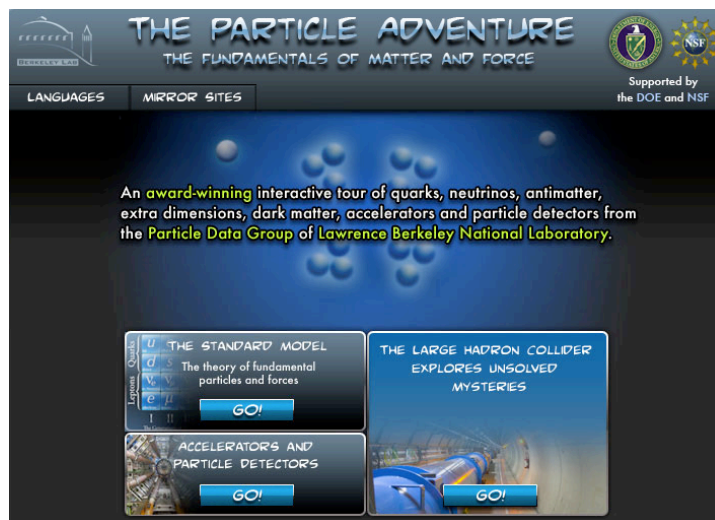 THE PARTICLE ADVENTURE
THE FUNDAMENTALS OF MATTER AND FORCE
BERKELEY LAB
NSF
Supported by
the DOE and NSF
LANGUAGES
MIRROR SITES
An award-winning interactive tour of quarks, neutrinos, antimatter,
extra dimensions, dark matter, accelerators and particle detectors from
the Particle Data Group of Lawrence Berkeley National Laboratory.
THE STANDARD MODEL
The theory of fundamental
particles and forces
Quarks
Leptons
u
d s
e μ
I II
GO!
ACCELERATORS AND
PARTICLE DETECTORS
GO!
THE LARGE HADRON COLLIDER
EXPLORES UNSOLVED
MYSTERIES
GO!